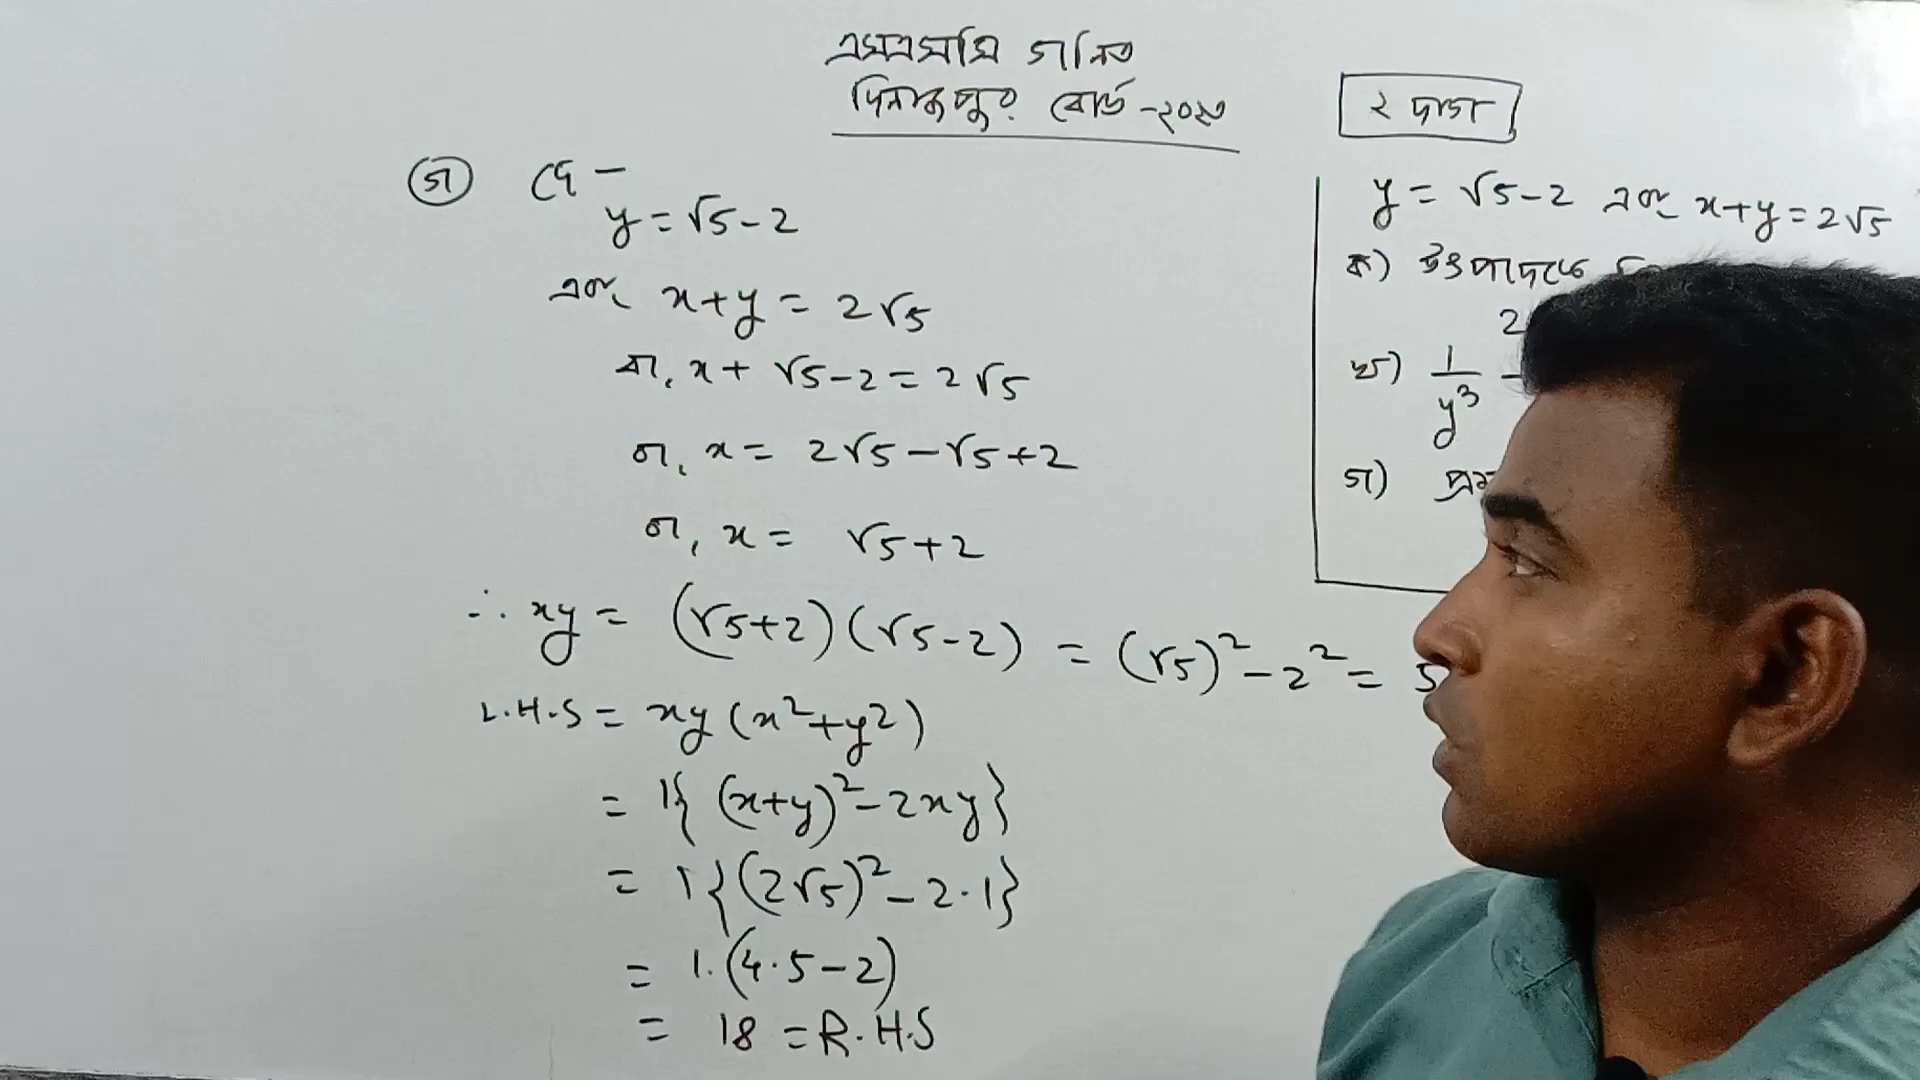 এসএসসি গনিত
দিনাজপুর বোর্ড -২০২৩
২ দাগ
y = √5-2 এবং x+y = 2√5
ক) উৎপাদকে
2
খ) 1/y³ -
গ)
গ দে -
y = √5-2
এবং x+y = 2√5
বা, x + √5-2 = 2√5
বা, x = 2√5-√5+2
বা, x = √5+2
∴ xy = (√5+2)(√5-2) = (√5)²-2² = 5
L.H.S = xy(x²+y²)
= 1{(x+y)²-2xy}
= 1{(2√5)²-2·1}
= 1.(4·5-2)
= 18 = R.H.S